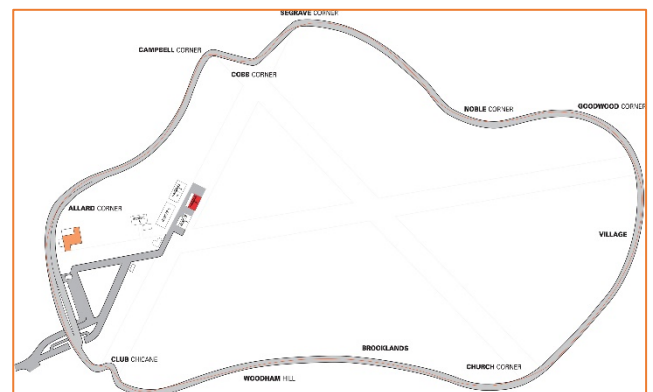 SEGRAVE CORNER
CAMPBELL CORNER
COBB CORNER
NOBLE CORNER
GOODWOOD CORNER
ALLARD CORNER
VILLAGE
BROOKLANDS
CLUB CHICANE
CHURCH CORNER
WOODHAM HILL